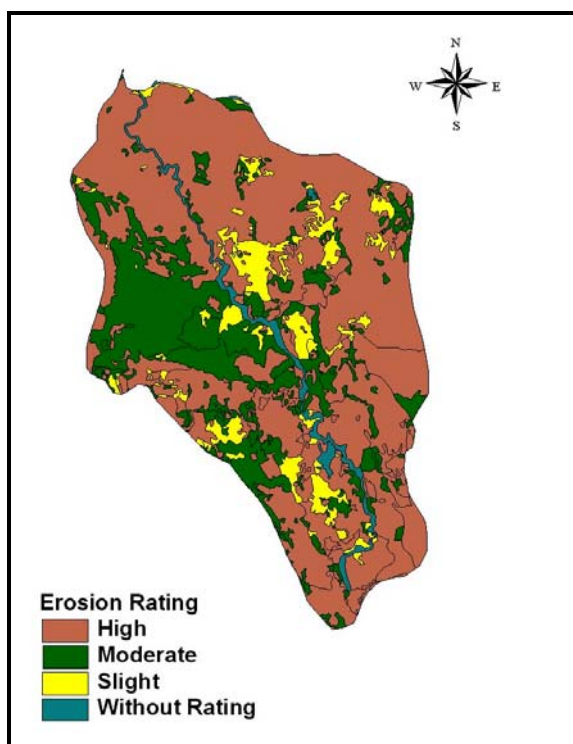 N
W E
S
Erosion Rating
High
Moderate
Slight
Without Rating